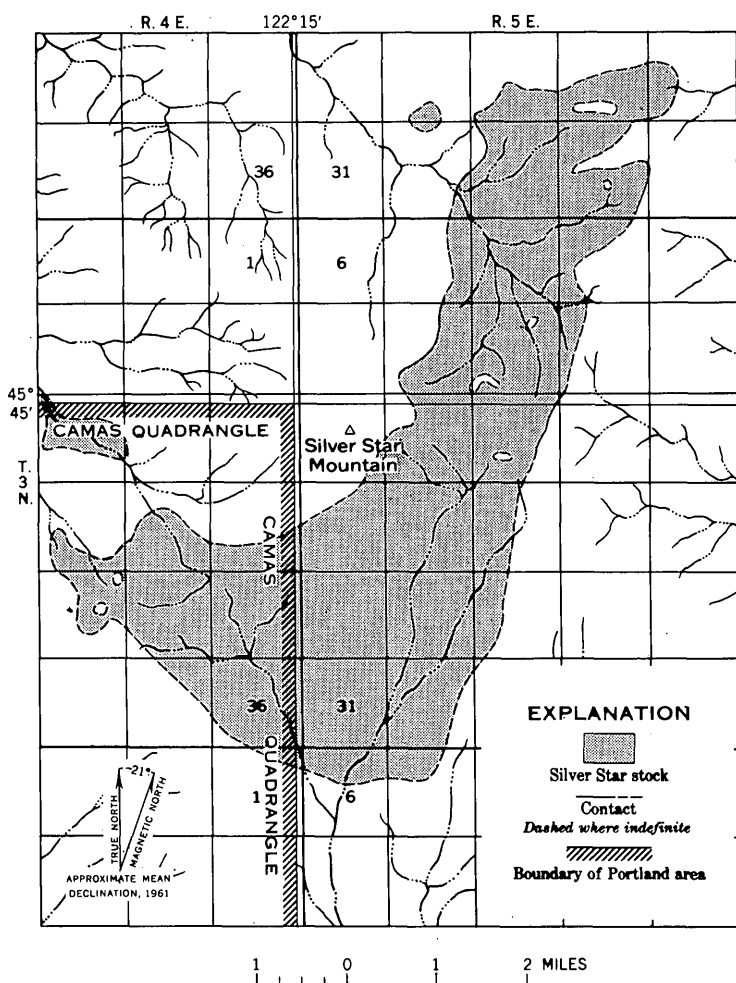 R. 4 E. 122°15′ R. 5 E.
36 31
1 6
45°
45′
CAMAS QUADRANGLE
Silver Star
Mountain
T.
3
N.
CAMAS QUADRANGLE
36 31
1 6
21°
TRUE NORTH
MAGNETIC NORTH
APPROXIMATE MEAN
DECLINATION, 1961
EXPLANATION
Silver Star stock
Contact
Dashed where indefinite
Boundary of Portland area
1 0 1 2 MILES